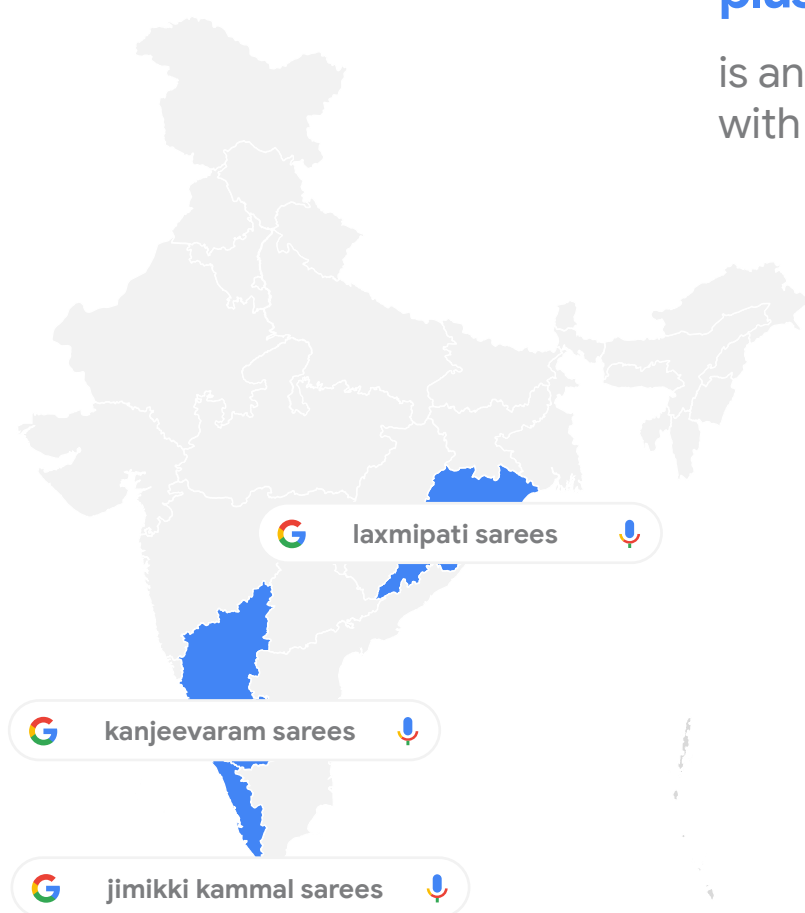 is an
with
laxmipati sarees
kanjeevaram sarees
jimikki kammal sarees